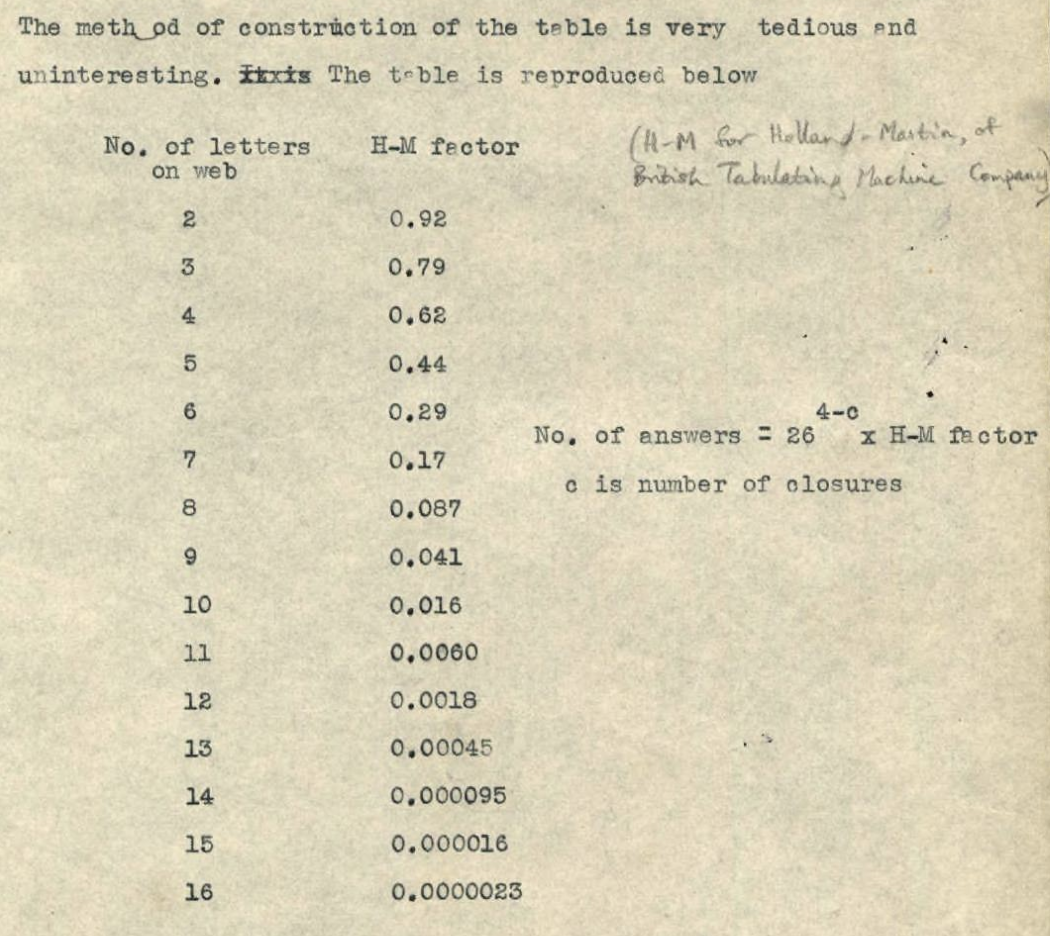 The method of construction of the table is very tedious and
uninteresting. Itxis The table is reproduced below
No. of letters on web H-M factor
(H-M for Holland-Martin, of
British Tabulating Machine Company)
2 0.92
3 0.79
4 0.62
5 0.44
6 0.29
7 0.17
8 0.087
9 0.041
10 0.016
11 0.0060
12 0.0018
13 0.00045
14 0.000095
15 0.000016
16 0.0000023
No. of answers = 26^4-c x H-M factor
c is number of closures